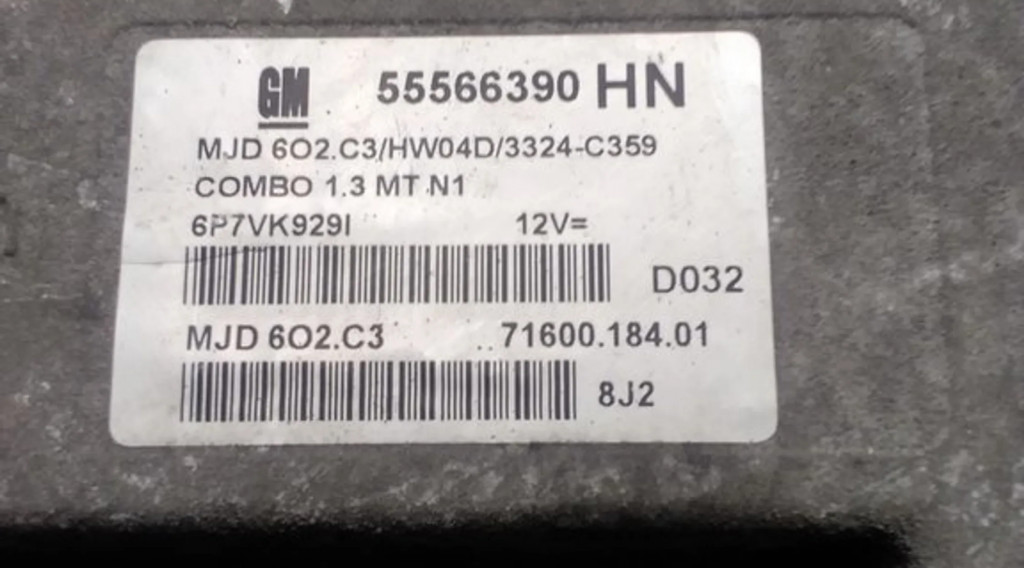 GM 55566390 HN
MJD 6O2.C3/HW04D/3324-C359
COMBO 1.3 MT N1
6P7VK929I 12V=
D032
MJD 6O2.C3 71600.184.01
8J2